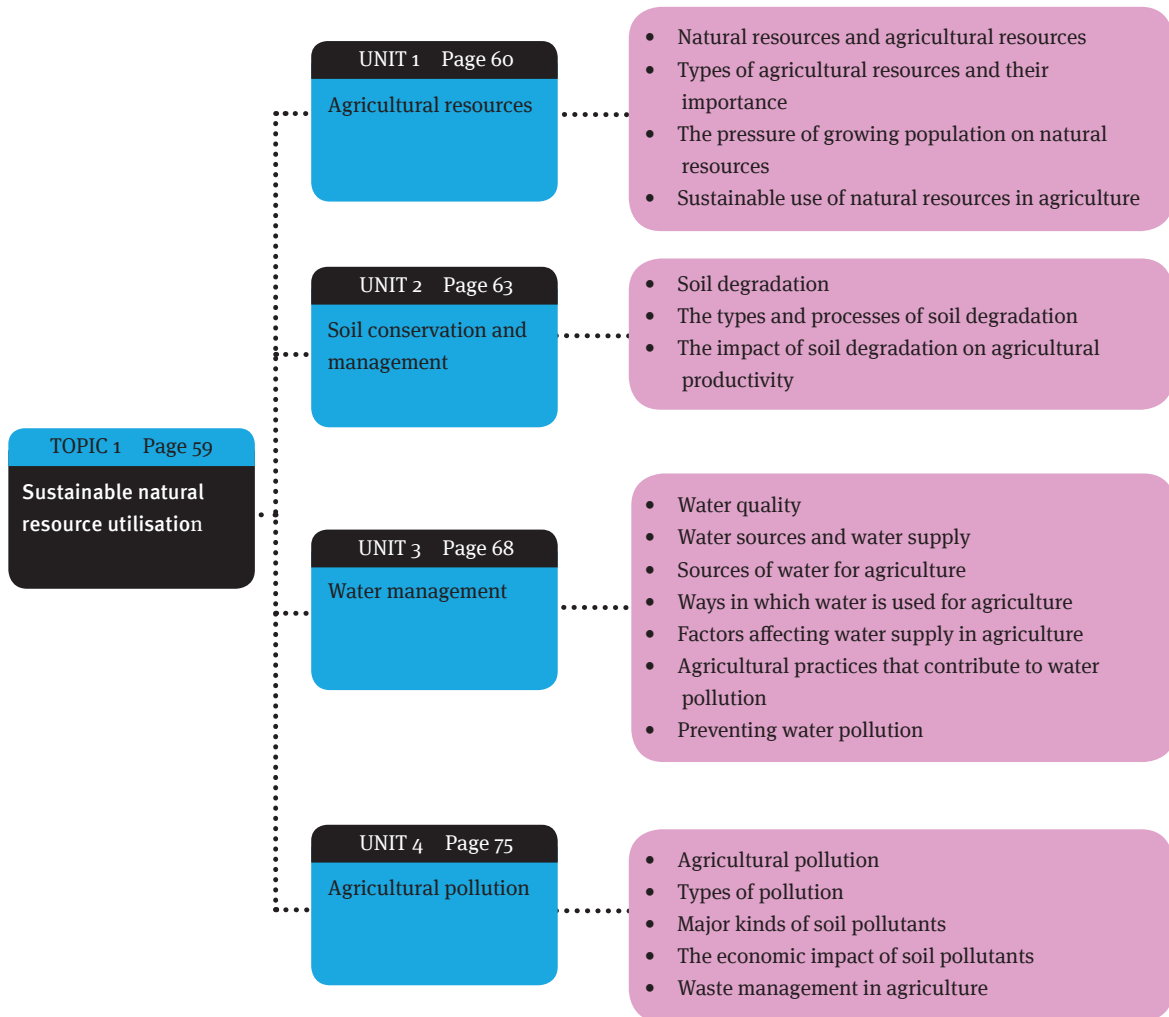 TOPIC 1 Page 59
Sustainable natural
resource utilisation
UNIT 1 Page 60
Agricultural resources
• Natural resources and agricultural resources
• Types of agricultural resources and their
importance
• The pressure of growing population on natural
resources
• Sustainable use of natural resources in agriculture
UNIT 2 Page 63
Soil conservation and
management
• Soil degradation
• The types and processes of soil degradation
• The impact of soil degradation on agricultural
productivity
UNIT 3 Page 68
Water management
• Water quality
• Water sources and water supply
• Sources of water for agriculture
• Ways in which water is used for agriculture
• Factors affecting water supply in agriculture
• Agricultural practices that contribute to water
pollution
• Preventing water pollution
UNIT 4 Page 75
Agricultural pollution
• Agricultural pollution
• Types of pollution
• Major kinds of soil pollutants
• The economic impact of soil pollutants
• Waste management in agriculture